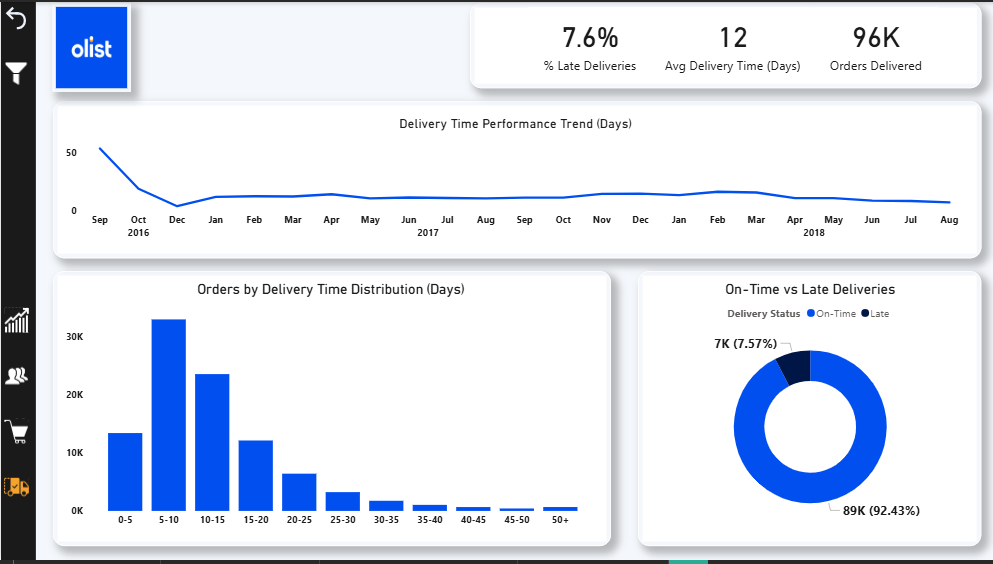 olist
7.6% 12 96K
% Late Deliveries Avg Delivery Time (Days) Orders Delivered
Delivery Time Performance Trend (Days)
50
0
Sep Oct Dec Jan Feb Mar Apr May Jun Jul Aug Sep Oct Nov Dec Jan Feb Mar Apr May Jun Jul Aug
2016 2017 2018
Orders by Delivery Time Distribution (Days)
30K
20K
10K
0K
0-5 5-10 10-15 15-20 20-25 25-30 30-35 35-40 40-45 45-50 50+
On-Time vs Late Deliveries
Delivery Status On-Time Late
7K (7.57%)
89K (92.43%)